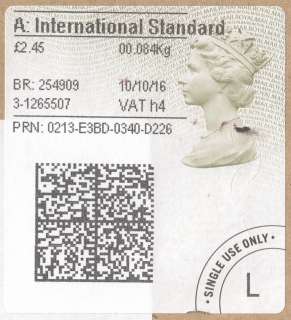 A: International Standard
£2.45 00.084Kg
BR: 254909 10/10/16
3-1265507 VAT h4
PRN: 0213-E3BD-0340-D226
• SINGLE USE ONLY •
L